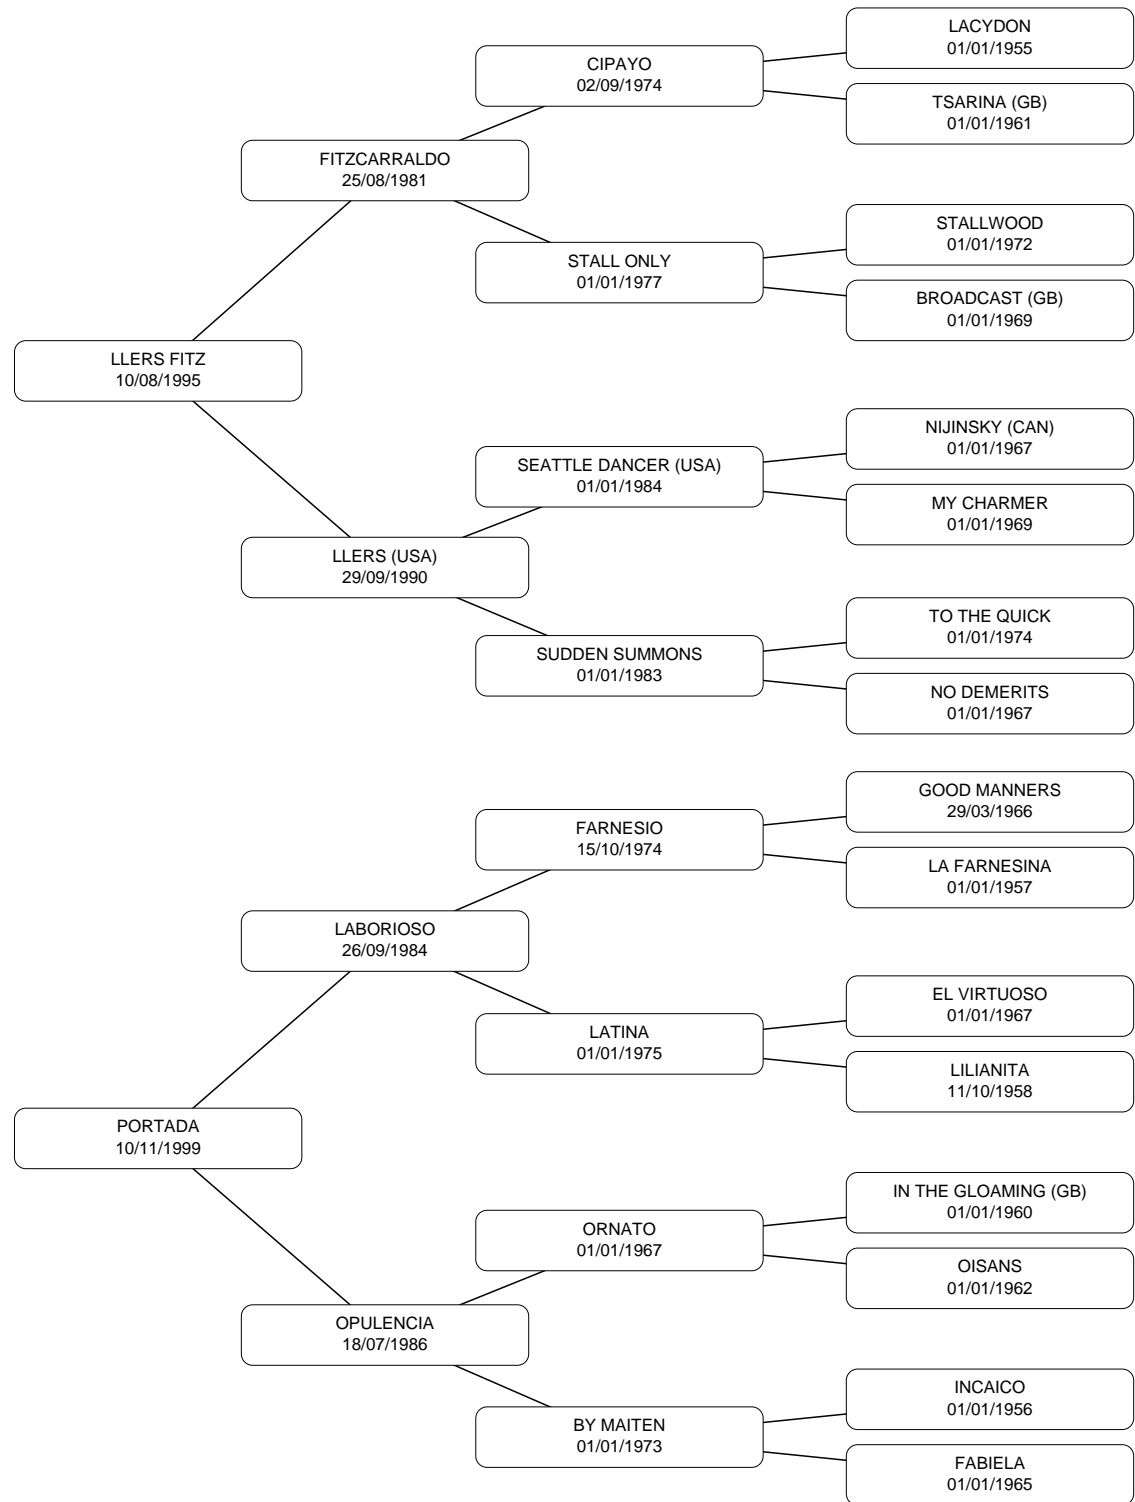 LACYDON
01/01/1955
CIPAYO
02/09/1974
TSARINA (GB)
01/01/1961
FITZCARRALDO
25/08/1981
STALLWOOD
01/01/1972
STALL ONLY
01/01/1977
BROADCAST (GB)
01/01/1969
LLERS FITZ
10/08/1995
NIJINSKY (CAN)
01/01/1967
SEATTLE DANCER (USA)
01/01/1984
MY CHARMER
01/01/1969
LLERS (USA)
29/09/1990
TO THE QUICK
01/01/1974
SUDDEN SUMMONS
01/01/1983
NO DEMERITS
01/01/1967
GOOD MANNERS
29/03/1966
FARNESIO
15/10/1974
LA FARNESINA
01/01/1957
LABORIOSO
26/09/1984
EL VIRTUOSO
01/01/1967
LATINA
01/01/1975
LILIANITA
11/10/1958
PORTADA
10/11/1999
IN THE GLOAMING (GB)
01/01/1960
ORNATO
01/01/1967
OISANS
01/01/1962
OPULENCIA
18/07/1986
INCAICO
01/01/1956
BY MAITEN
01/01/1973
FABIELA
01/01/1965